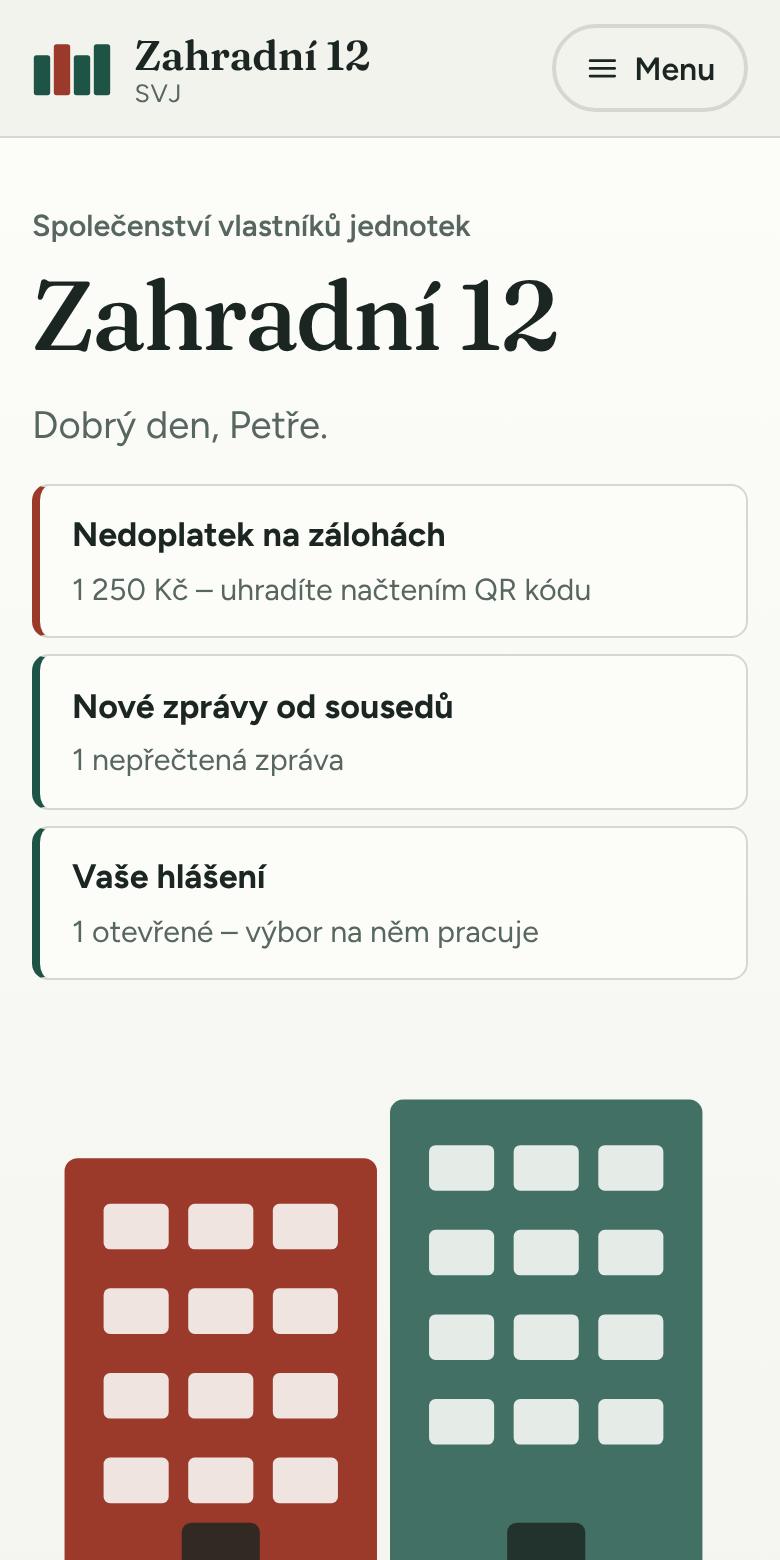 Zahradní 12
SVJ
Menu
Společenství vlastníků jednotek
Zahradní 12
Dobrý den, Petře.
Nedoplatek na zálohách
1 250 Kč – uhradíte načtením QR kódu
Nové zprávy od sousedů
1 nepřečtená zpráva
Vaše hlášení
1 otevřené – výbor na něm pracuje